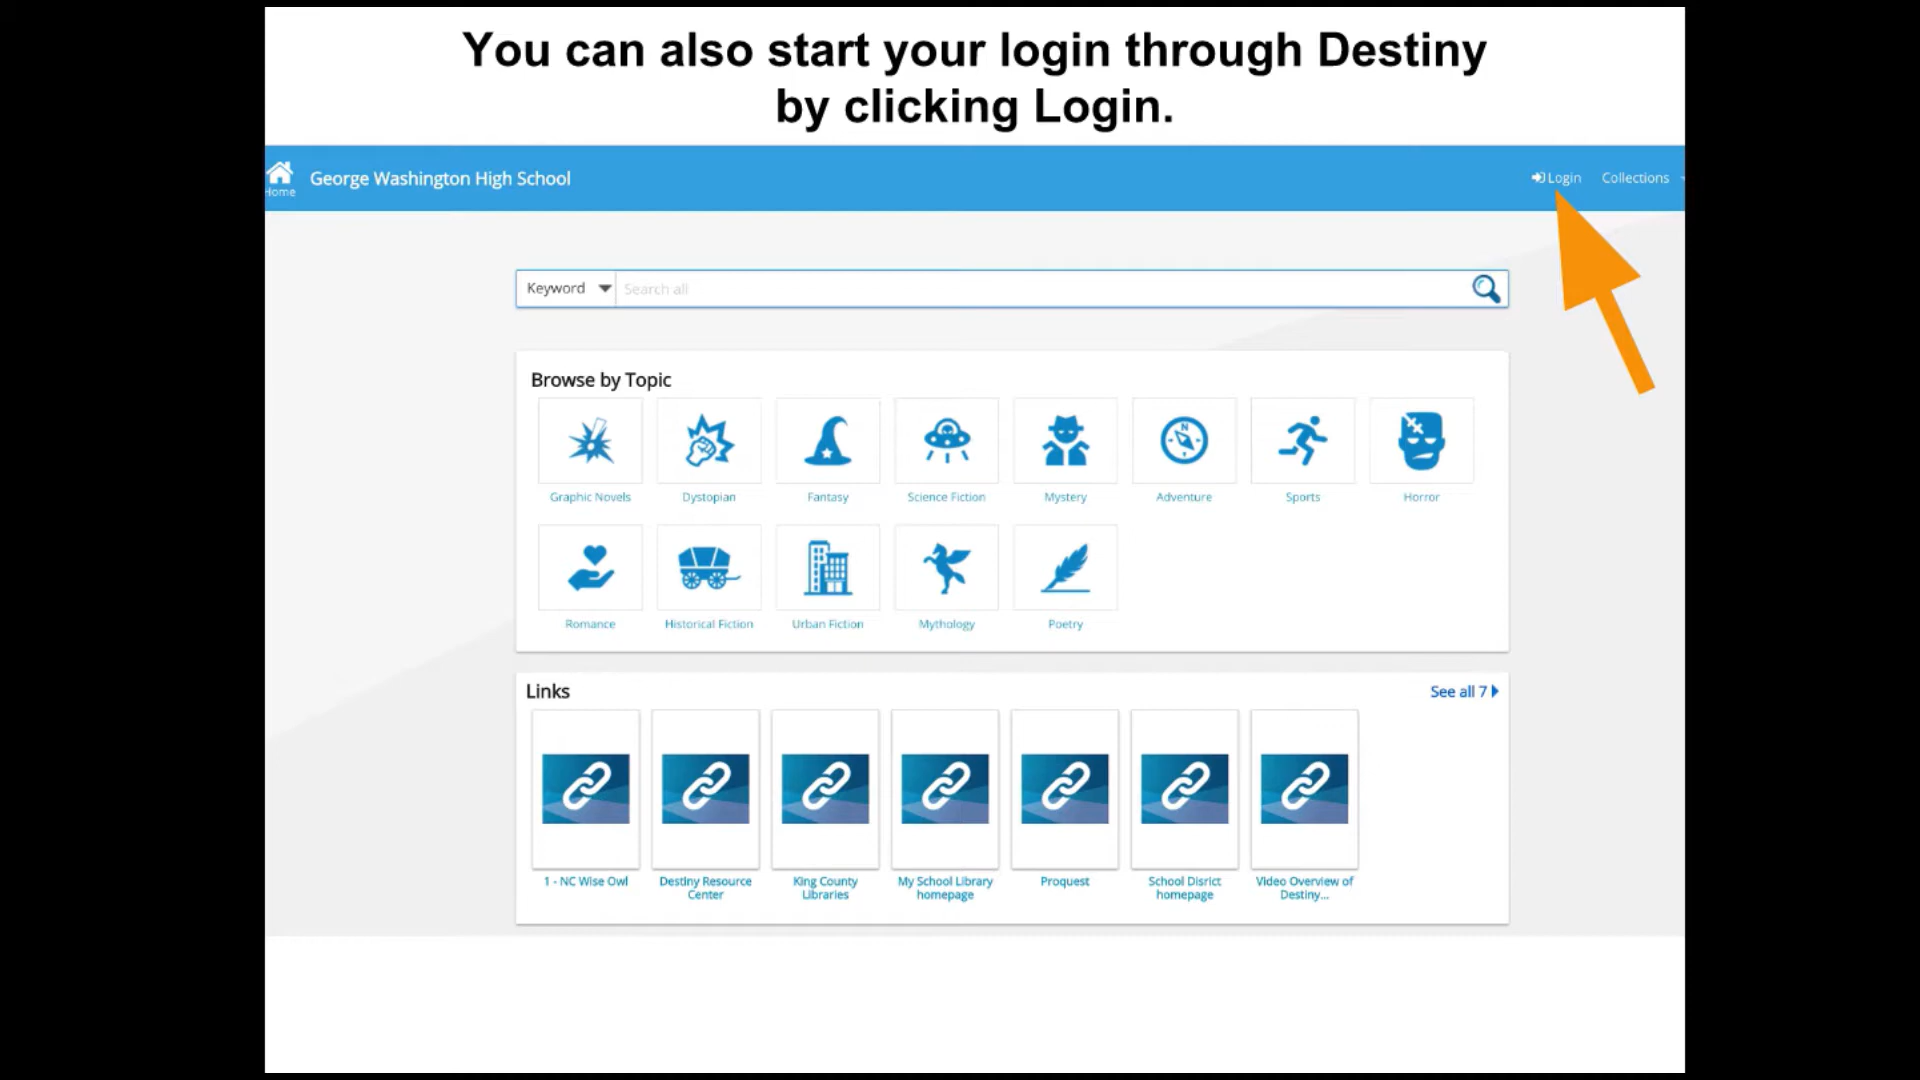 You can also start your login through Destiny
by clicking Login.
Home
George Washington High School
Login
Collections
Keyword
Search all
Browse by Topic
Graphic Novels
Dystopian
Fantasy
Science Fiction
Mystery
N
Adventure
Sports
Horror
Romance
Historical Fiction
Urban Fiction
Mythology
Poetry
Links
See all 7
1 - NC Wise Owl
Destiny Resource
Center
King County
Libraries
My School Library
homepage
Proquest
School Disrict
homepage
Video Overview of
Destiny...